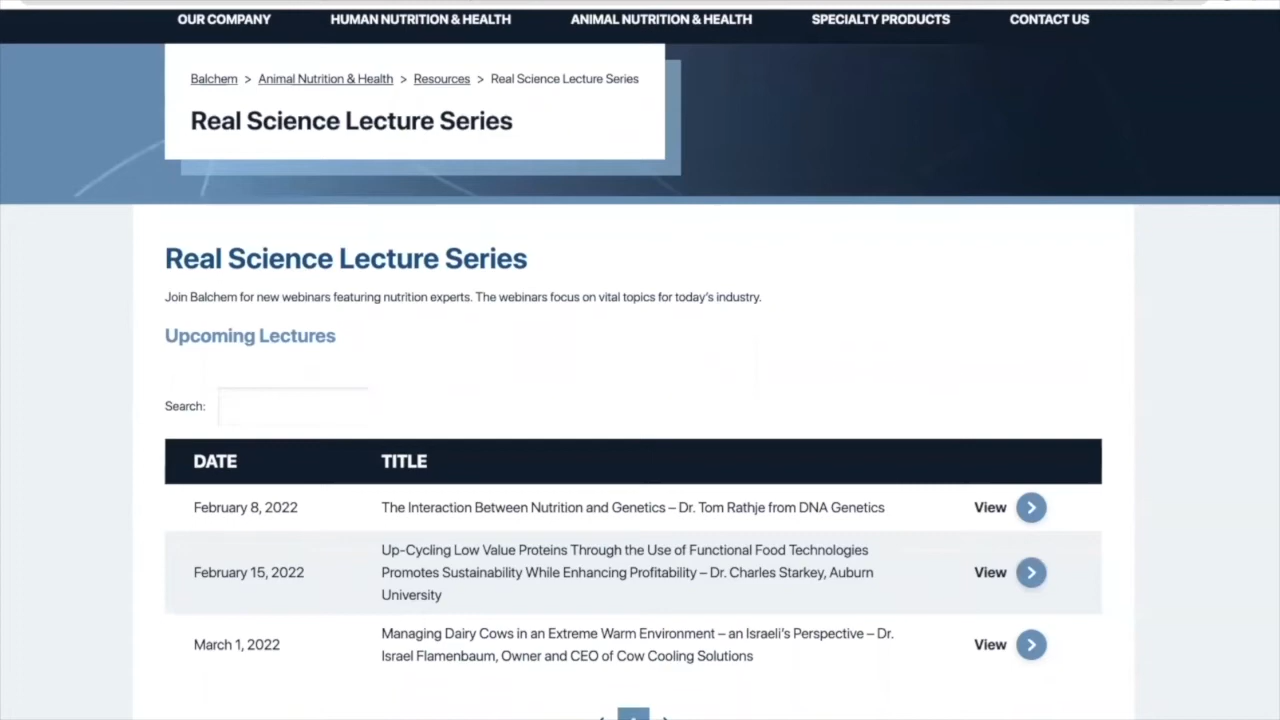 OUR COMPANY HUMAN NUTRITION & HEALTH ANIMAL NUTRITION & HEALTH SPECIALTY PRODUCTS CONTACT US
Balchem > Animal Nutrition & Health > Resources > Real Science Lecture Series
Real Science Lecture Series
Real Science Lecture Series
Join Balchem for new webinars featuring nutrition experts. The webinars focus on vital topics for today's industry.
Upcoming Lectures
Search:
DATE TITLE
February 8, 2022 The Interaction Between Nutrition and Genetics – Dr. Tom Rathje from DNA Genetics View
Up-Cycling Low Value Proteins Through the Use of Functional Food Technologies
February 15, 2022 Promotes Sustainability While Enhancing Profitability – Dr. Charles Starkey, Auburn View
University
Managing Dairy Cows in an Extreme Warm Environment – an Israeli's Perspective – Dr.
March 1, 2022 View
Israel Flamenbaum, Owner and CEO of Cow Cooling Solutions